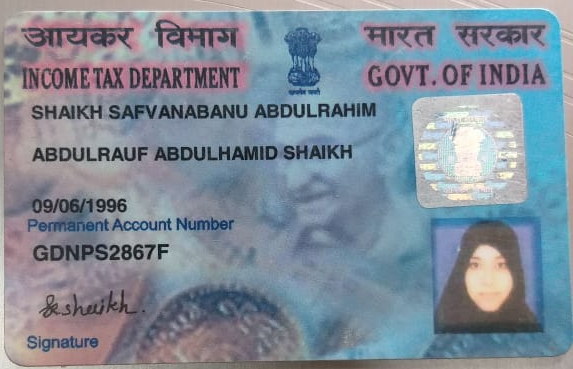 आयकर विभाग
INCOME TAX DEPARTMENT
भारत सरकार
GOVT. OF INDIA
SHAIKH SAFVANABANU ABDULRAHIM
ABDULRAUF ABDULHAMID SHAIKH
09/06/1996
Permanent Account Number
GDNPS2867F
Signature